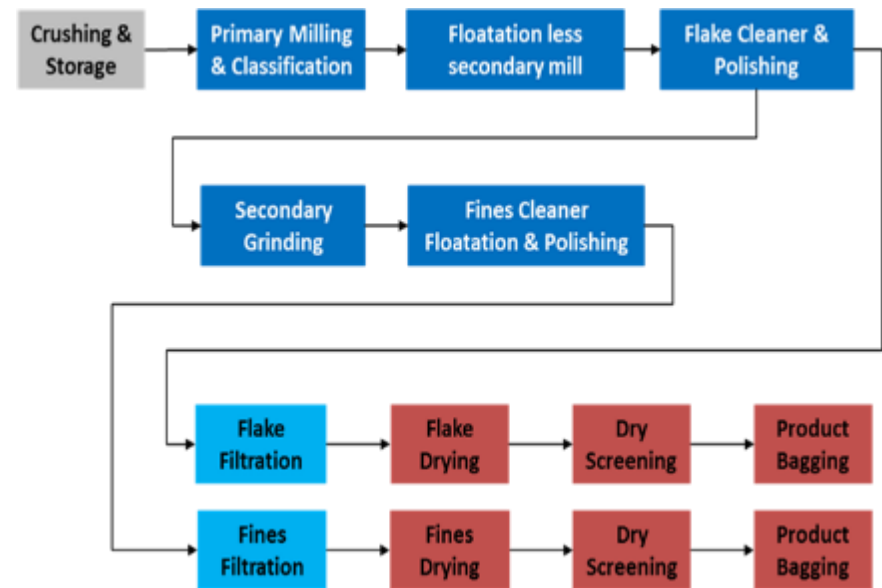 Crushing &
Storage
Primary Milling
& Classification
Floatation less
secondary mill
Flake Cleaner &
Polishing
Secondary
Grinding
Fines Cleaner
Floatation & Polishing
Flake
Filtration
Flake
Drying
Dry
Screening
Product
Bagging
Fines
Filtration
Fines
Drying
Dry
Screening
Product
Bagging